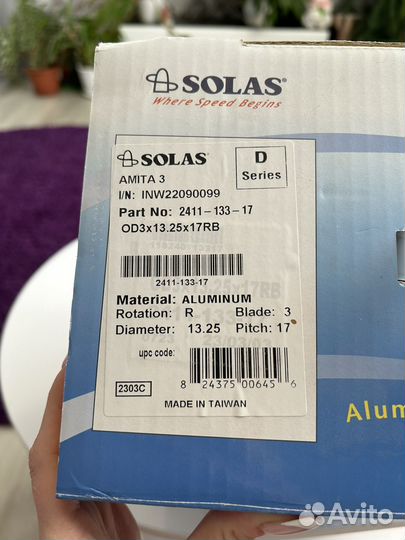 SOLAS®
Where Speed Begins
SOLAS®
D
Series
AMITA 3
I/N: INW22090099
Part No: 2411-133-17
OD3x13.25x17RB
2411-133-17
Material: ALUMINUM
Rotation: R Blade: 3
Diameter: 13.25 Pitch: 17
upc code:
8 24375 00645 6
2303C
MADE IN TAIWAN
Alum
Avito